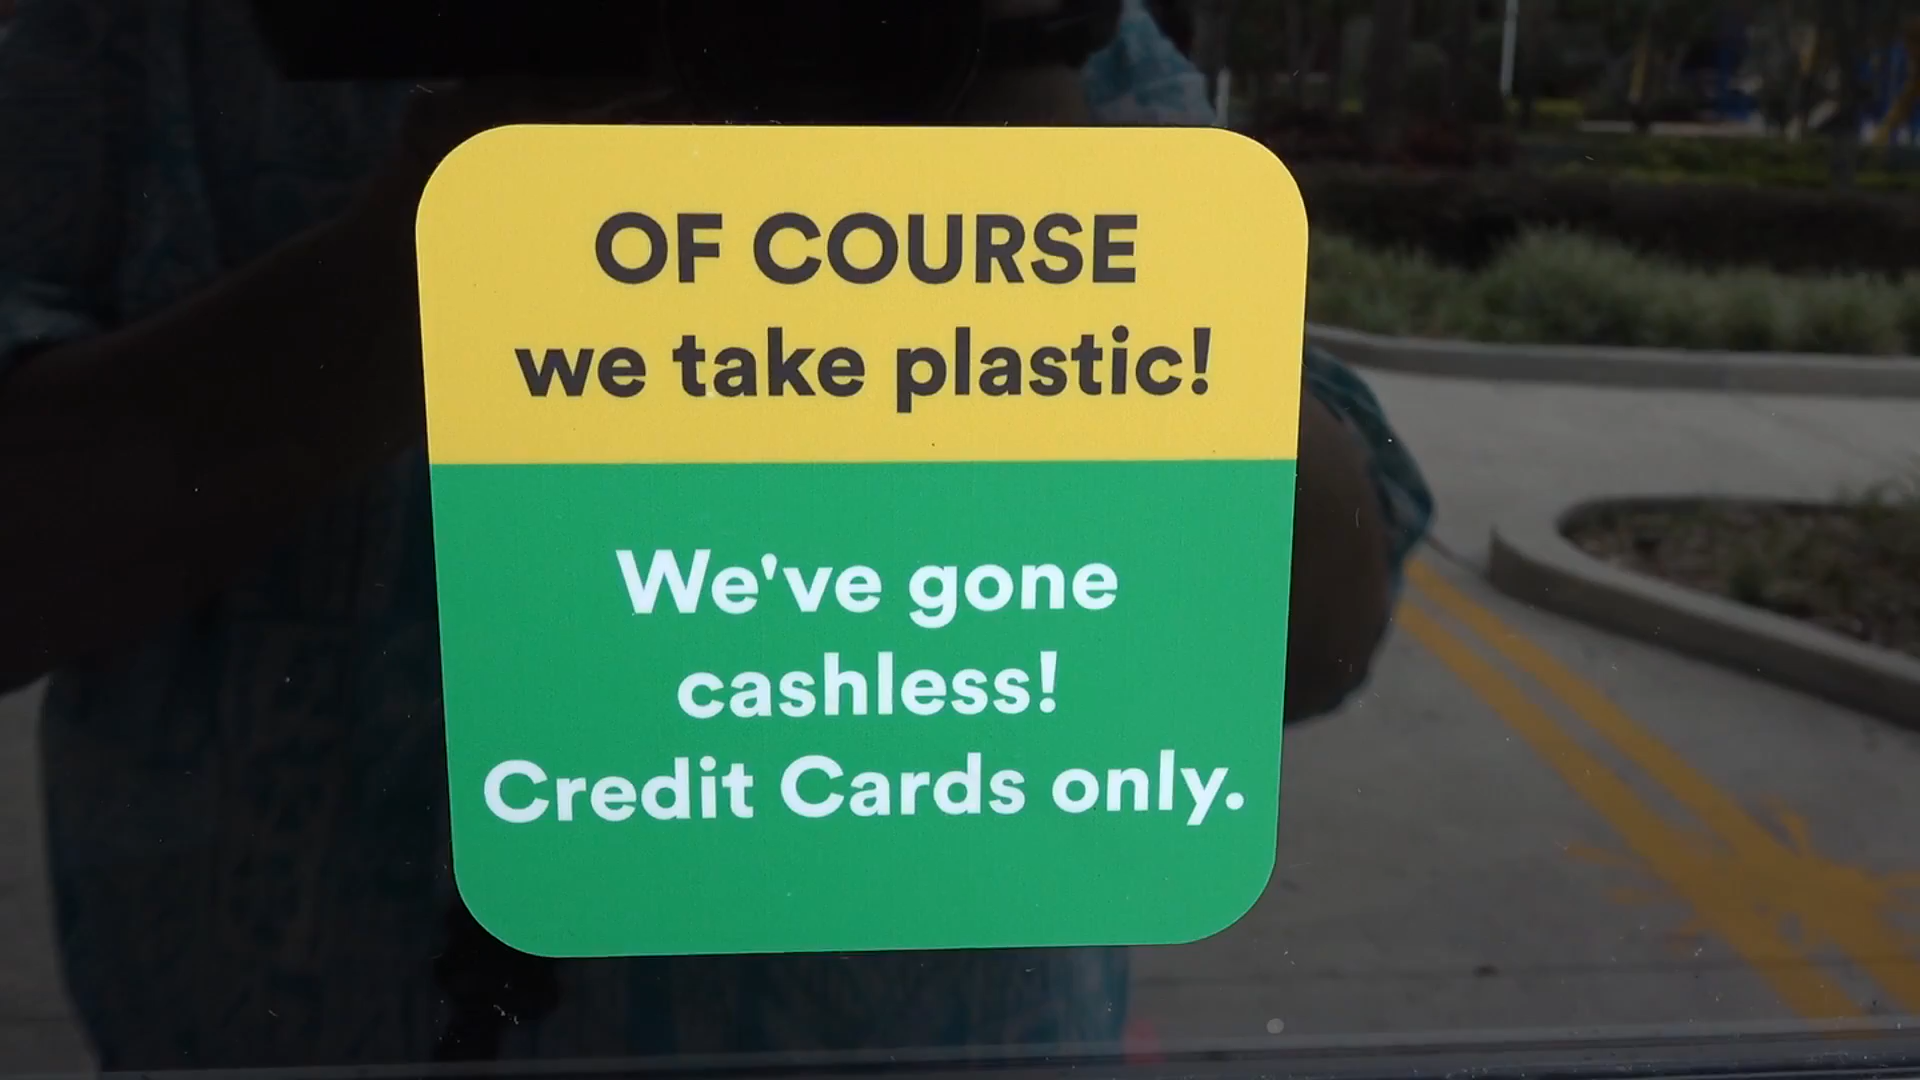 OF COURSE
we take plastic!
We've gone
cashless!
Credit Cards only.